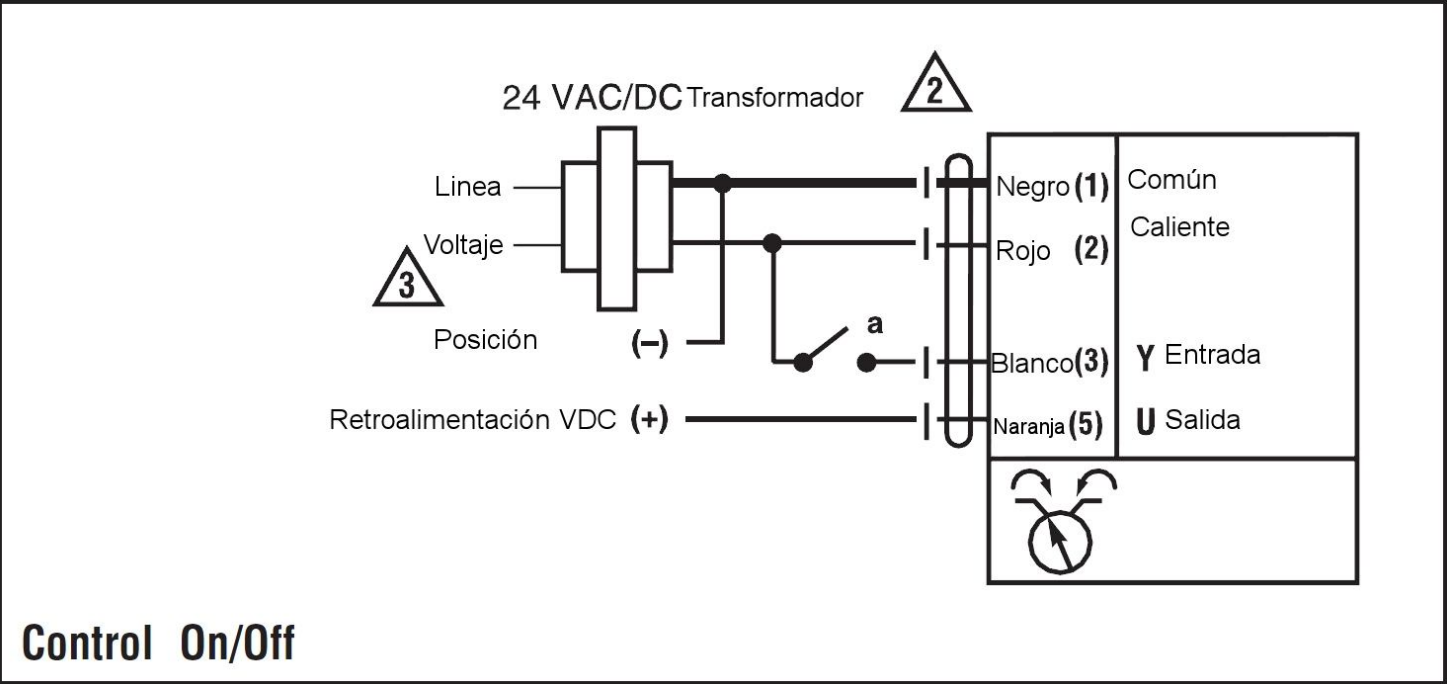 24 VAC/DC Transformador 2
Linea
Voltaje
3
Posición (–)
Retroalimentación VDC (+)
a
Negro (1) Común
Rojo (2) Caliente
Blanco (3) Y Entrada
Naranja (5) U Salida
Control On/Off